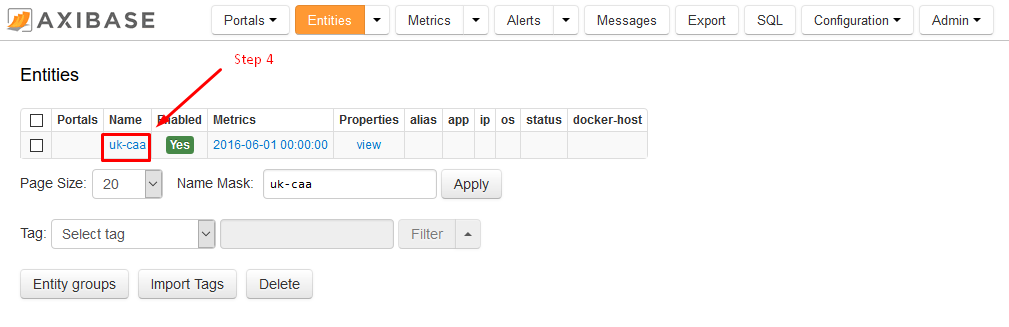 AXIBASE Portals Entities Metrics Alerts Messages Export SQL Configuration Admin
Step 4
Entities
Portals Name Enabled Metrics Properties alias app ip os status docker-host
uk-caa Yes 2016-06-01 00:00:00 view
Page Size: 20 Name Mask: uk-caa Apply
Tag: Select tag Filter
Entity groups Import Tags Delete